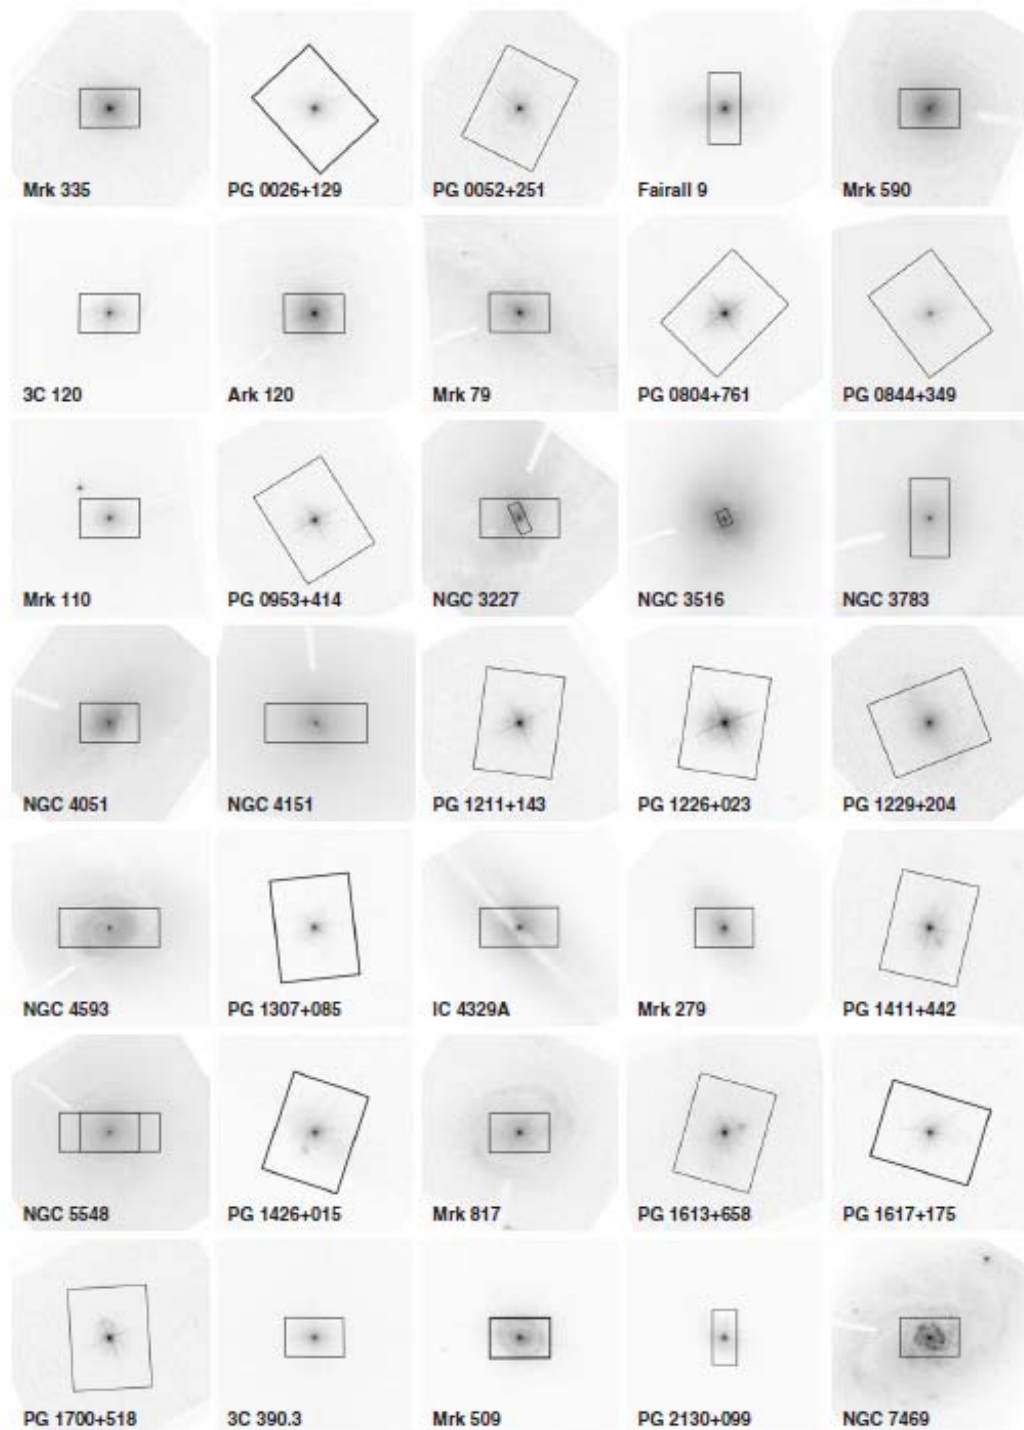 Mrk 335 PG 0026+129 PG 0052+251 Fairall 9 Mrk 590
3C 120 Ark 120 Mrk 79 PG 0804+761 PG 0844+349
Mrk 110 PG 0953+414 NGC 3227 NGC 3516 NGC 3783
NGC 4051 NGC 4151 PG 1211+143 PG 1226+023 PG 1229+204
NGC 4593 PG 1307+085 IC 4329A Mrk 279 PG 1411+442
NGC 5548 PG 1426+015 Mrk 817 PG 1613+658 PG 1617+175
PG 1700+518 3C 390.3 Mrk 509 PG 2130+099 NGC 7469